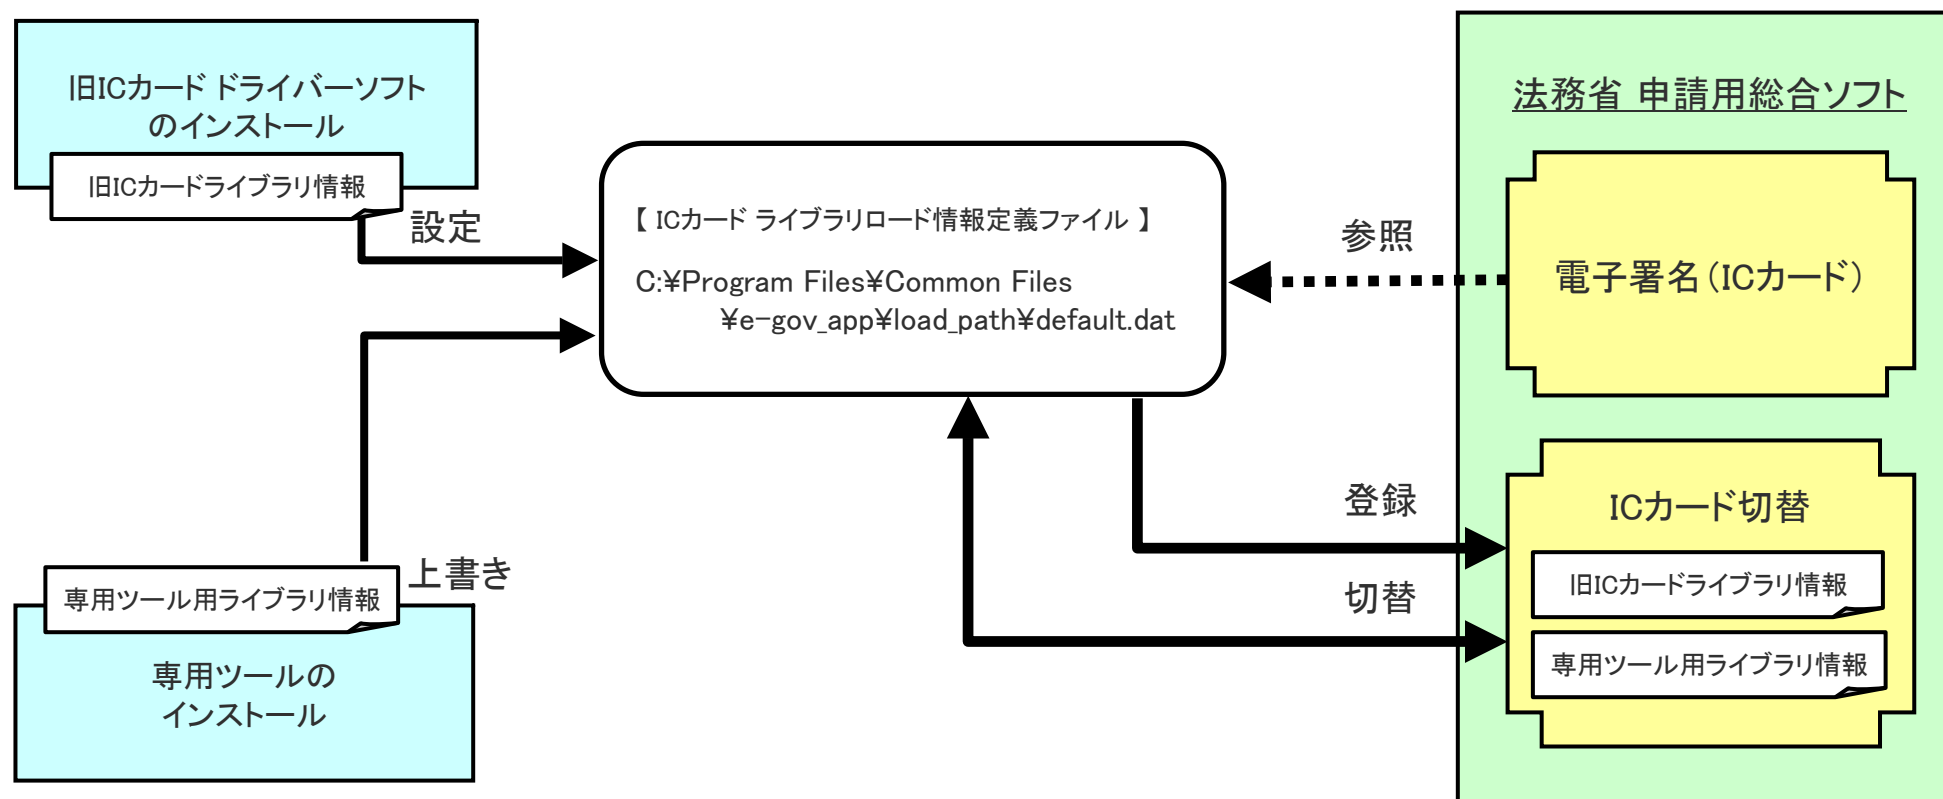 旧ICカード ドライバーソフト
のインストール
旧ICカードライブラリ情報
設定
【 ICカード ライブラリロード情報定義ファイル 】
C:¥Program Files¥Common Files
¥e-gov_app¥load_path¥default.dat
上書き
専用ツール用ライブラリ情報
専用ツールの
インストール
参照
登録
切替
法務省 申請用総合ソフト
電子署名（ICカード）
ICカード切替
旧ICカードライブラリ情報
専用ツール用ライブラリ情報